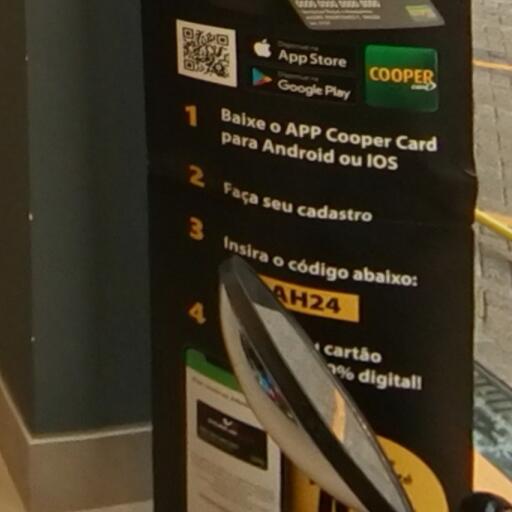 App Store
Google Play
COOPER
card
1 Baixe o APP Cooper Card
para Android ou IOS
2 Faça seu cadastro
3 Insira o código abaixo:
AH24
4
cartão
digital!